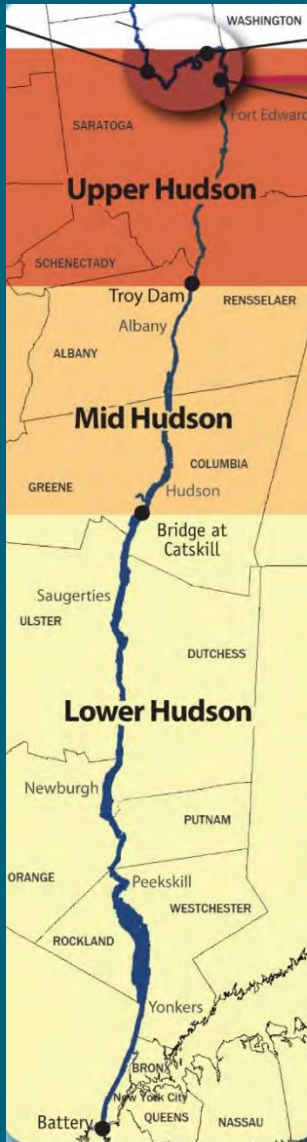 WASHINGTON
Fort Edward
SARATOGA
Upper Hudson
SCHENECTADY
Troy Dam
RENSSELAER
Albany
ALBANY
Mid Hudson
COLUMBIA
GREENE
Hudson
Bridge at
Catskill
Saugerties
ULSTER
DUTCHESS
Lower Hudson
Newburgh
PUTNAM
ORANGE
Peekskill
WESTCHESTER
ROCKLAND
Yonkers
BRONX
New York City
Battery
QUEENS
NASSAU